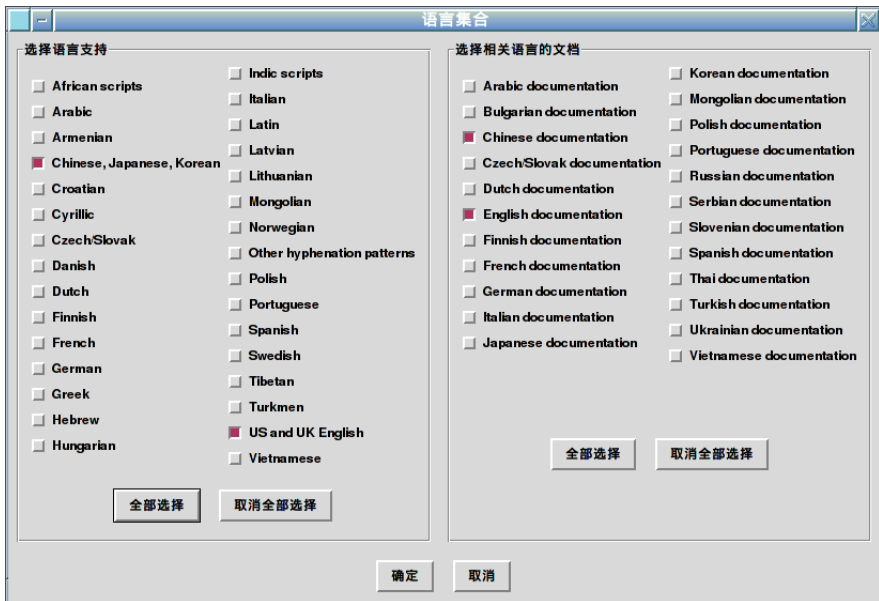 语言集合
选择语言支持
African scripts
Arabic
Armenian
Chinese, Japanese, Korean
Croatian
Cyrillic
Czech/Slovak
Danish
Dutch
Finnish
French
German
Greek
Hebrew
Hungarian
Indic scripts
Italian
Latin
Latvian
Lithuanian
Mongolian
Norwegian
Other hyphenation patterns
Polish
Portuguese
Spanish
Swedish
Tibetan
Turkmen
US and UK English
Vietnamese
全部选择
取消全部选择
选择相关语言的文档
Arabic documentation
Bulgarian documentation
Chinese documentation
Czech/Slovak documentation
Dutch documentation
English documentation
Finnish documentation
French documentation
German documentation
Italian documentation
Japanese documentation
Korean documentation
Mongolian documentation
Polish documentation
Portuguese documentation
Russian documentation
Serbian documentation
Slovenian documentation
Spanish documentation
Thai documentation
Turkish documentation
Ukrainian documentation
Vietnamese documentation
全部选择
取消全部选择
确定
取消